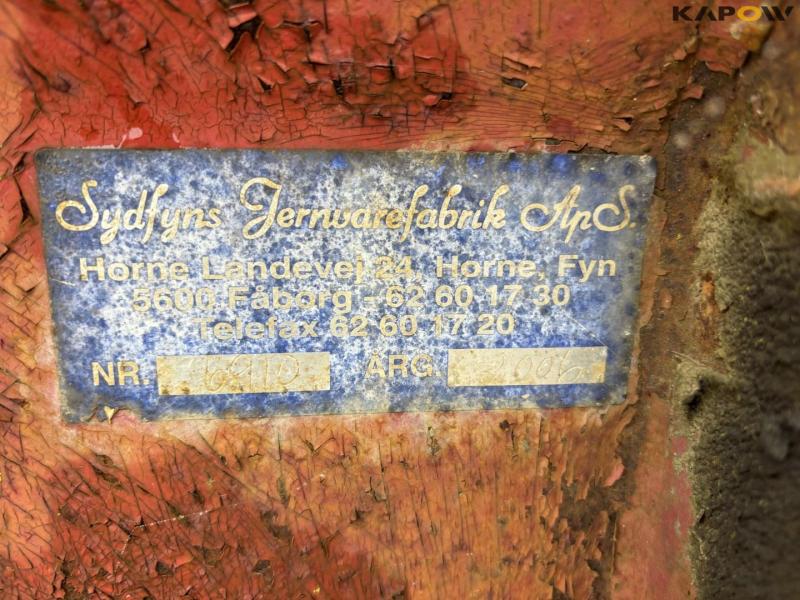 KAPOW
Sydfyns Jernvarefabrik ApS.
Horne Landevej 24, Horne, Fyn
5600 Fåborg - 62 60 17 30
Telefax 62 60 17 20
NR. ÅRG. 2006